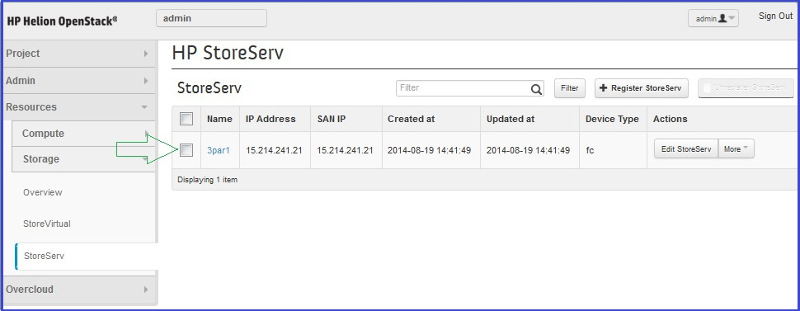 HP Helion OpenStack®
admin
admin
Sign Out
Project
Admin
Resources
Compute
Storage
Overview
StoreVirtual
StoreServ
Overcloud
HP StoreServ
StoreServ
Filter
Filter
+ Register StoreServ
Unregister StoreServ
Name IP Address SAN IP Created at Updated at Device Type Actions
3par1 15.214.241.21 15.214.241.21 2014-08-19 14:41:49 2014-08-19 14:41:49 fc Edit StoreServ More
Displaying 1 item